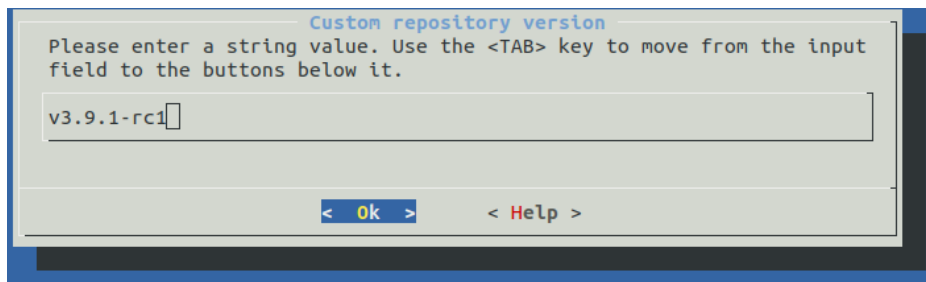 Custom repository version
Please enter a string value. Use the <TAB> key to move from the input
field to the buttons below it.
v3.9.1-rc1
< Ok > < Help >